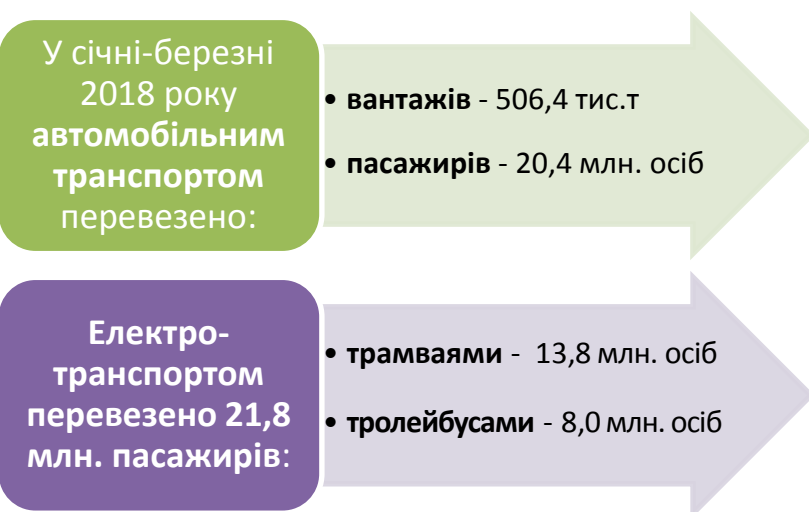 У січні-березні
2018 року
автомобільним
транспортом
перевезено:
• вантажів - 506,4 тис.т
• пасажирів - 20,4 млн. осіб
Електро-
транспортом
перевезено 21,8
млн. пасажирів:
• трамваями - 13,8 млн. осіб
• тролейбусами - 8,0 млн. осіб